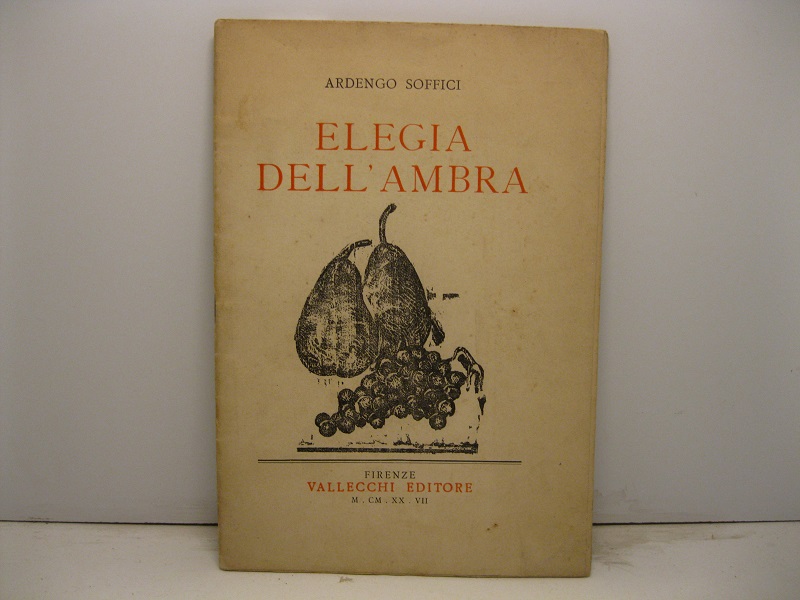 ARDENGO SOFFICI
ELEGIA
DELL'AMBRA
FIRENZE
VALLECCHI EDITORE
M . CM . XX . VII